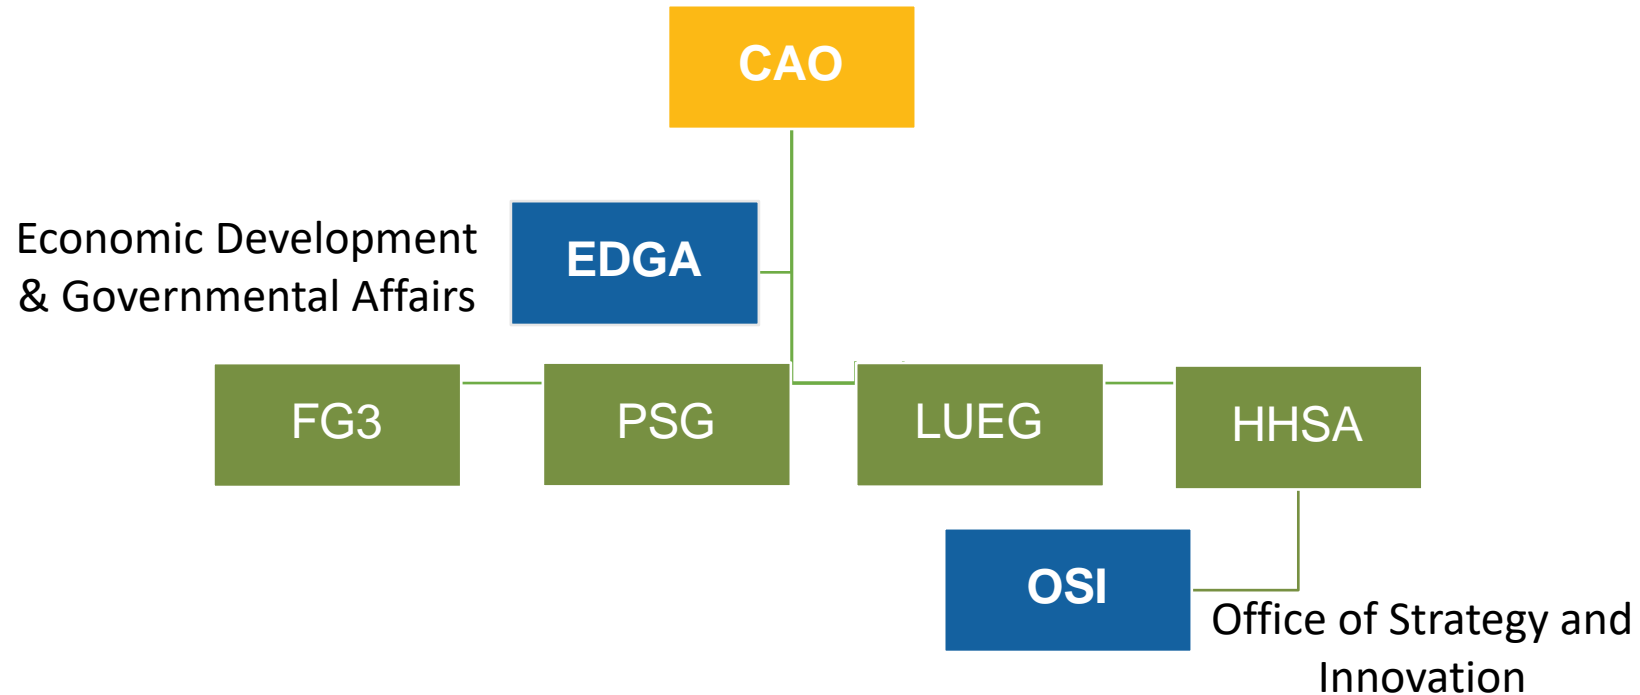 CAO
Economic Development
& Governmental Affairs
EDGA
FG3
PSG
LUEG
HHSA
OSI
Office of Strategy and
Innovation